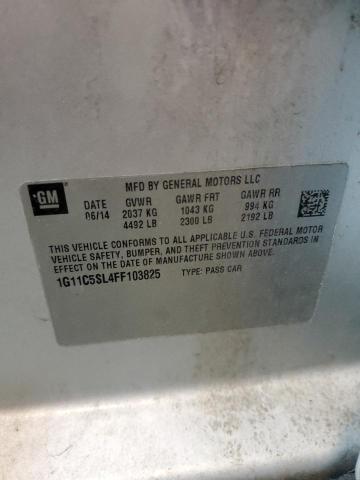 GM
MFD BY GENERAL MOTORS LLC
DATE GVWR GAWR FRT GAWR RR
06/14 2037 KG 1043 KG 994 KG
4492 LB 2300 LB 2192 LB
THIS VEHICLE CONFORMS TO ALL APPLICABLE U.S. FEDERAL MOTOR
VEHICLE SAFETY, BUMPER, AND THEFT PREVENTION STANDARDS IN
EFFECT ON THE DATE OF MANUFACTURE SHOWN ABOVE.
1G11C5SL4FF103825 TYPE: PASS CAR